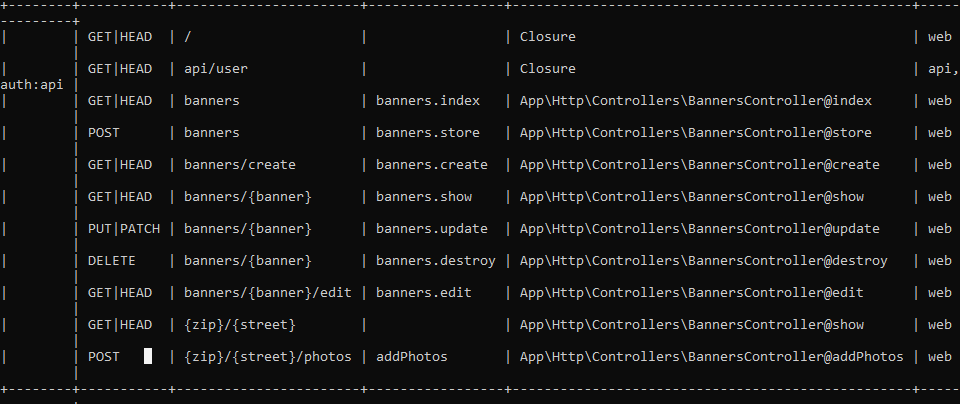 +--------+-----------+-----------------------+-----------------+--------------------------------------------------+-----
---------+
|        | GET|HEAD  | /                     |                 | Closure                                          | web
         |
|        | GET|HEAD  | api/user              |                 | Closure                                          | api,
auth:api |
|        | GET|HEAD  | banners               | banners.index   | App\Http\Controllers\BannersController@index     | web
         |
|        | POST      | banners               | banners.store   | App\Http\Controllers\BannersController@store     | web
         |
|        | GET|HEAD  | banners/create        | banners.create  | App\Http\Controllers\BannersController@create    | web
         |
|        | GET|HEAD  | banners/{banner}      | banners.show    | App\Http\Controllers\BannersController@show      | web
         |
|        | PUT|PATCH | banners/{banner}      | banners.update  | App\Http\Controllers\BannersController@update    | web
         |
|        | DELETE    | banners/{banner}      | banners.destroy | App\Http\Controllers\BannersController@destroy   | web
         |
|        | GET|HEAD  | banners/{banner}/edit | banners.edit    | App\Http\Controllers\BannersController@edit      | web
         |
|        | GET|HEAD  | {zip}/{street}        |                 | App\Http\Controllers\BannersController@show      | web
         |
|        | POST      | {zip}/{street}/photos | addPhotos       | App\Http\Controllers\BannersController@addPhotos | web
         |
+--------+-----------+-----------------------+-----------------+--------------------------------------------------+-----